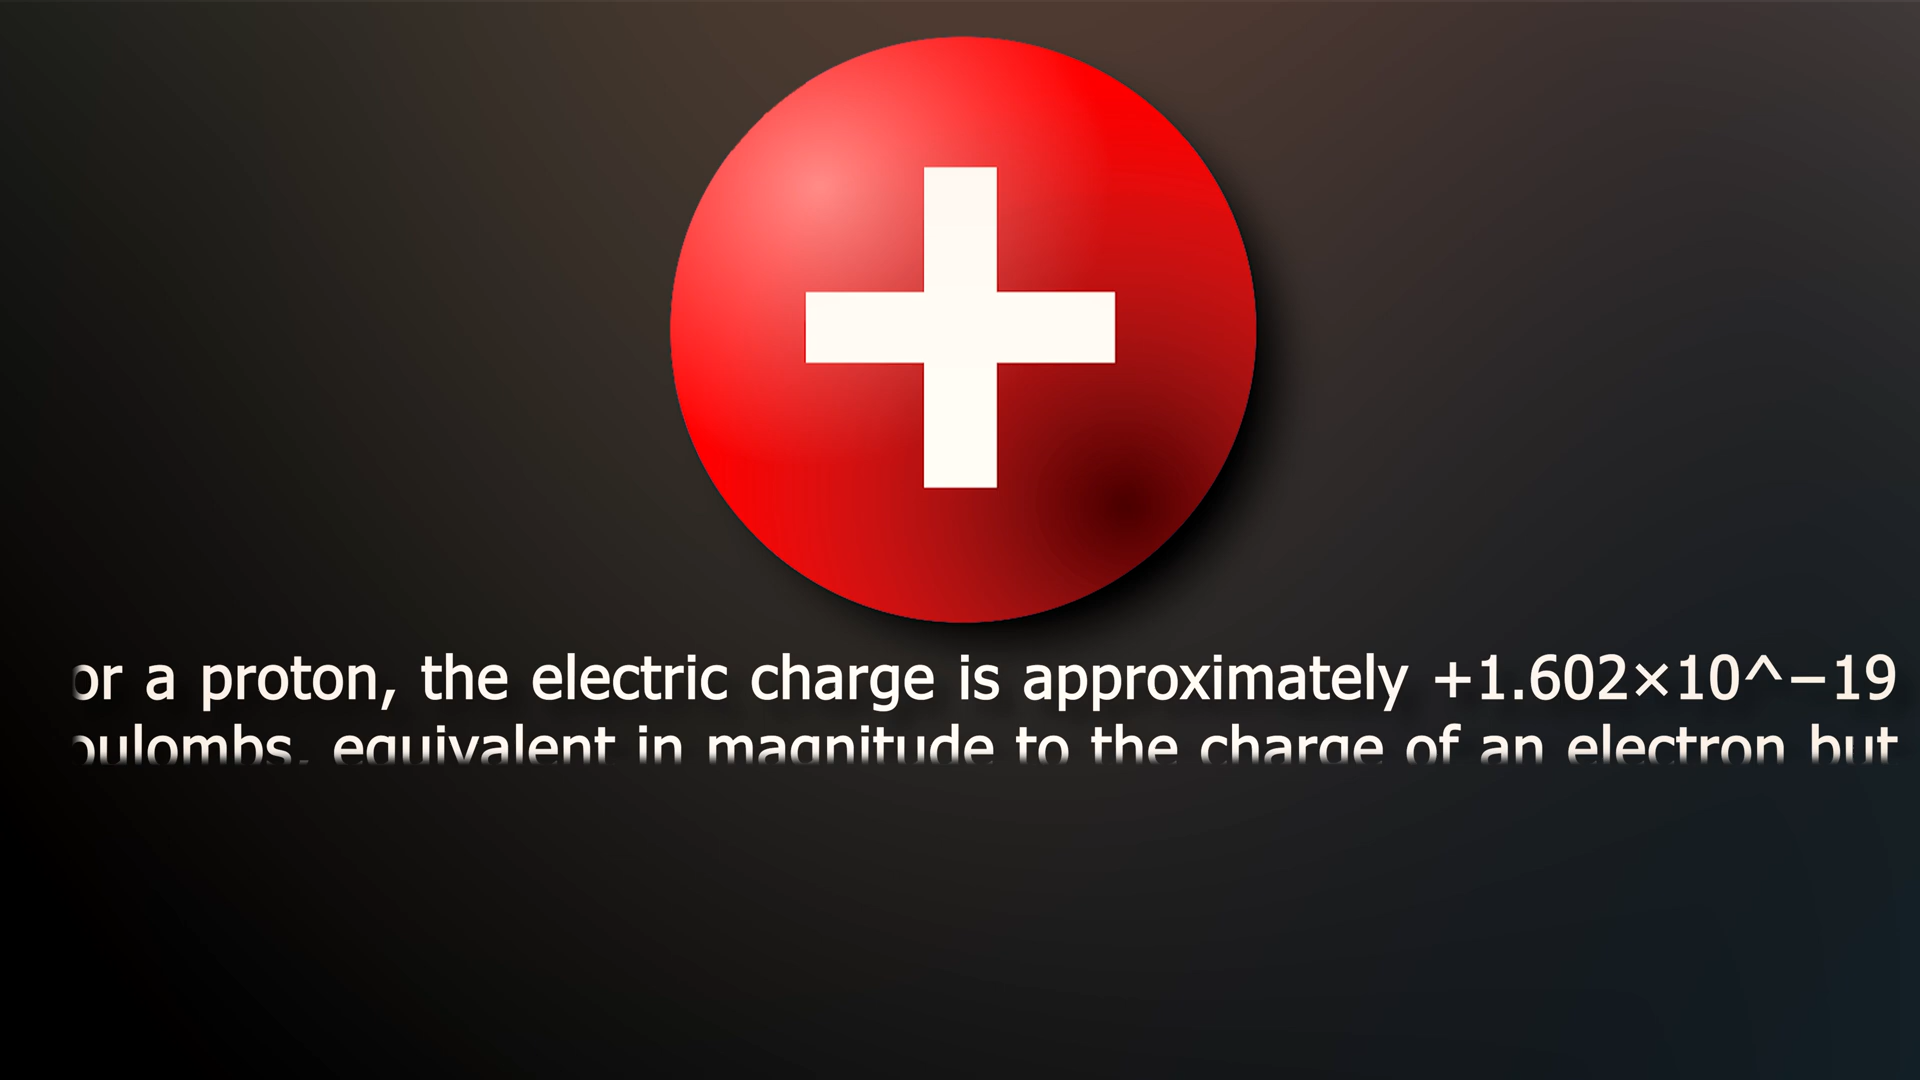 or a proton, the electric charge is approximately +1.602×10^−19
oulombs, equivalent in magnitude to the charge of an electron but